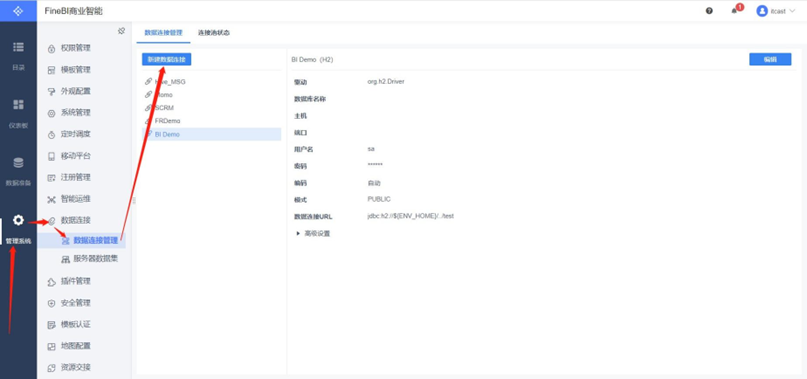 FineBI商业智能
1
itcast
目录
仪表板
数据准备
管理系统
权限管理
模板管理
外观配置
系统管理
定时调度
移动平台
注册管理
智能运维
数据连接
数据连接管理
服务器数据集
插件管理
安全管理
模板认证
地图配置
资源交接
数据连接管理 连接池状态
新建数据连接
Hive_MSG
Momo
SCRM
FRDemo
BI Demo
BI Demo (H2)
编辑
驱动 org.h2.Driver
数据库名称
主机
端口
用户名 sa
密码 ******
编码 自动
模式 PUBLIC
数据连接URL jdbc:h2://${ENV_HOME}/../test
高级设置